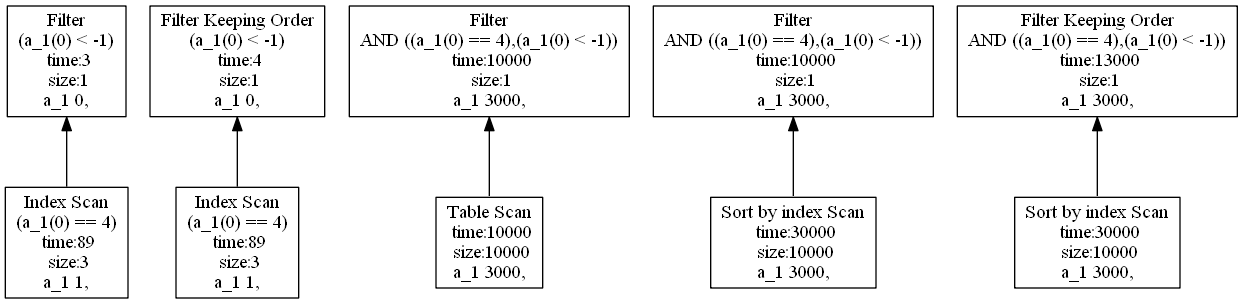 Filter
(a_1(0) < -1)
time:3
size:1
a_1 0,
Index Scan
(a_1(0) == 4)
time:89
size:3
a_1 1,
Filter Keeping Order
(a_1(0) < -1)
time:4
size:1
a_1 0,
Index Scan
(a_1(0) == 4)
time:89
size:3
a_1 1,
Filter
AND ((a_1(0) == 4),(a_1(0) < -1))
time:10000
size:1
a_1 3000,
Table Scan
time:10000
size:10000
a_1 3000,
Filter
AND ((a_1(0) == 4),(a_1(0) < -1))
time:10000
size:1
a_1 3000,
Sort by index Scan
time:30000
size:10000
a_1 3000,
Filter Keeping Order
AND ((a_1(0) == 4),(a_1(0) < -1))
time:13000
size:1
a_1 3000,
Sort by index Scan
time:30000
size:10000
a_1 3000,